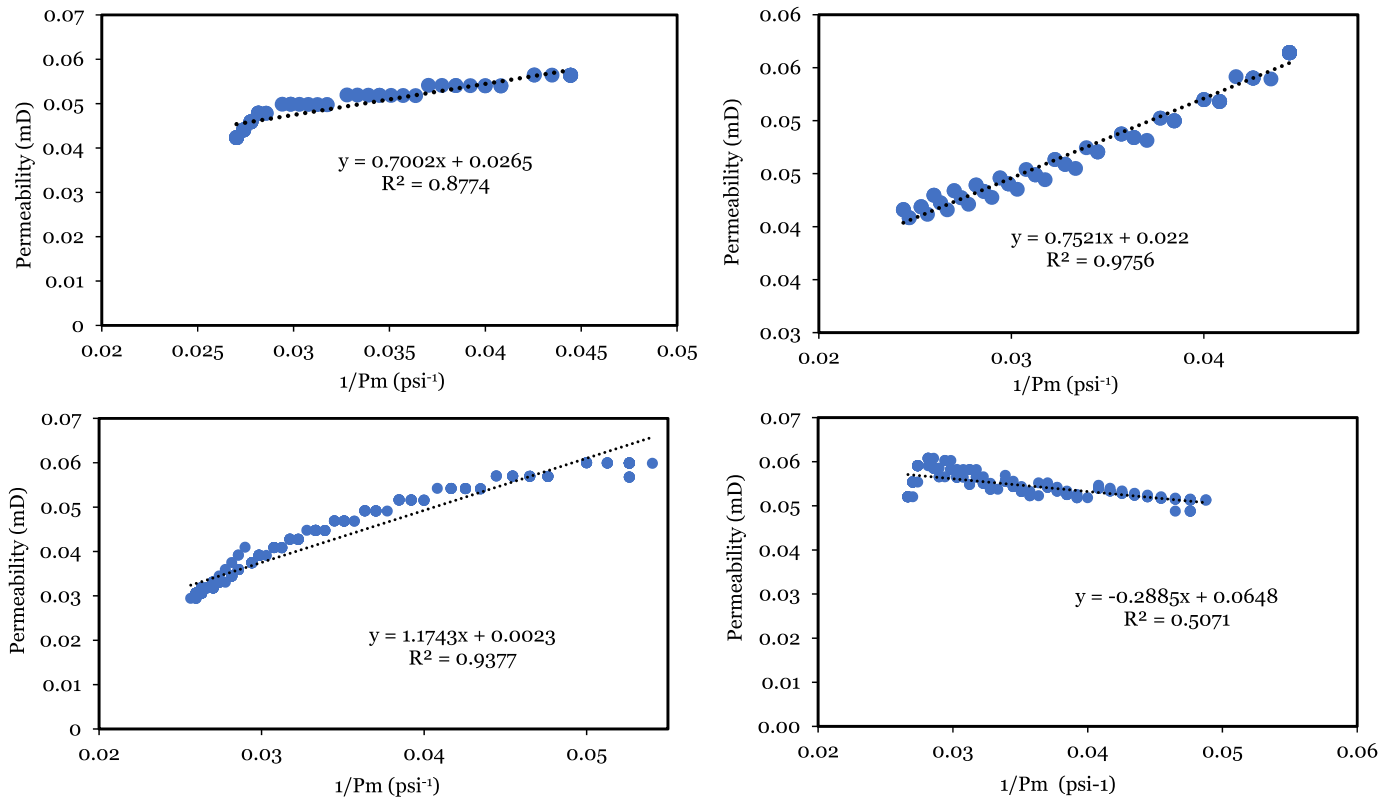 0.07
0.06
0.05
0.04
0.03
0.02
0.01
0
Permeability (mD)
y = 0.7002x + 0.0265
R² = 0.8774
0.02 0.025 0.03 0.035 0.04 0.045 0.05
1/Pm (psi⁻¹)
0.06
0.06
0.05
0.05
0.04
0.04
0.03
Permeability (mD)
y = 0.7521x + 0.022
R² = 0.9756
0.02 0.03 0.04
1/Pm (psi⁻¹)
0.07
0.06
0.05
0.04
0.03
0.02
0.01
0
Permeability (mD)
y = 1.1743x + 0.0023
R² = 0.9377
0.02 0.03 0.04 0.05
1/Pm (psi⁻¹)
0.07
0.06
0.05
0.04
0.03
0.02
0.01
0.00
Permeability (mD)
y = -0.2885x + 0.0648
R² = 0.5071
0.02 0.03 0.04 0.05 0.06
1/Pm (psi-1)